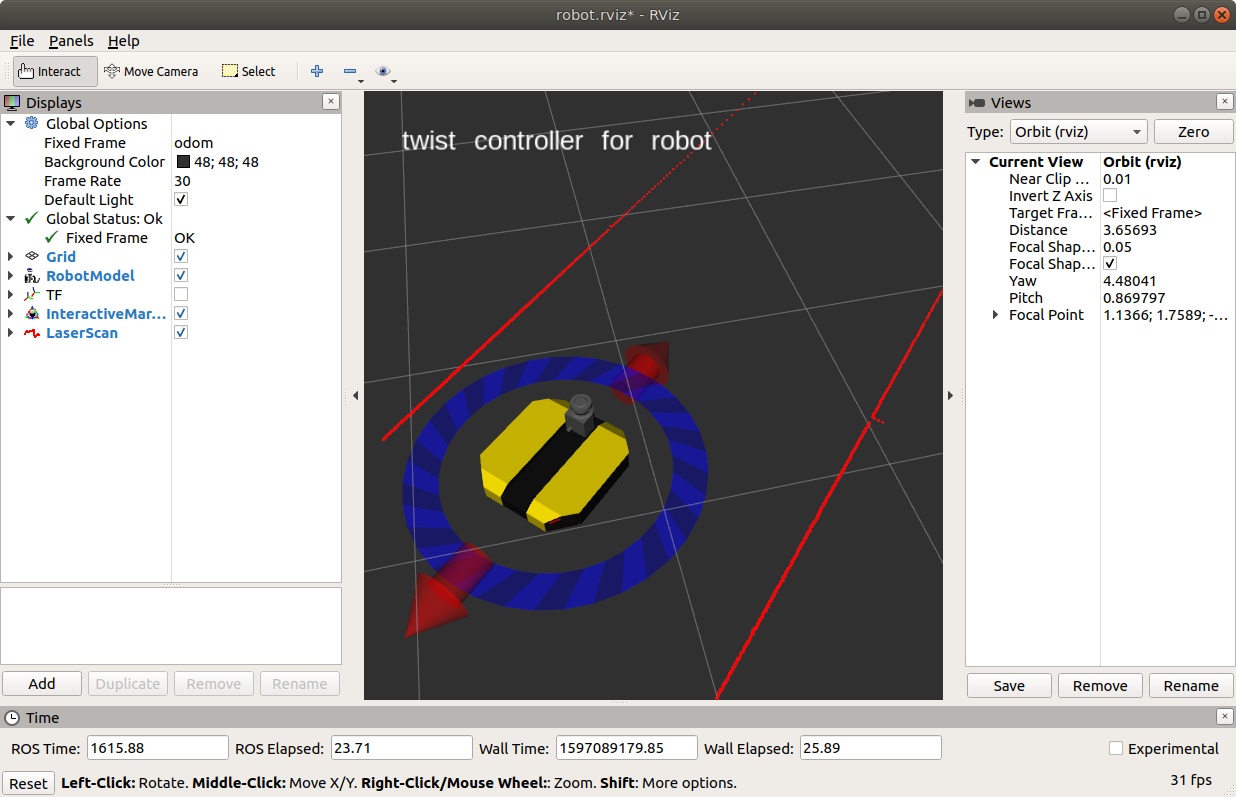 robot.rviz* - RViz
File Panels Help
Interact Move Camera Select
Displays
Global Options
Fixed Frame odom
Background Color 48; 48; 48
Frame Rate 30
Default Light
Global Status: Ok
Fixed Frame OK
Grid
RobotModel
TF
InteractiveMar...
LaserScan
Add Duplicate Remove Rename
twist controller for robot
Views
Type: Orbit (rviz) Zero
Current View Orbit (rviz)
Near Clip ... 0.01
Invert Z Axis
Target Fra... <Fixed Frame>
Distance 3.65693
Focal Shap... 0.05
Focal Shap...
Yaw 4.48041
Pitch 0.869797
Focal Point 1.1366; 1.7589; -...
Save Remove Rename
Time
ROS Time: 1615.88 ROS Elapsed: 23.71 Wall Time: 1597089179.85 Wall Elapsed: 25.89 Experimental
Reset Left-Click: Rotate. Middle-Click: Move X/Y. Right-Click/Mouse Wheel:: Zoom. Shift: More options. 31 fps